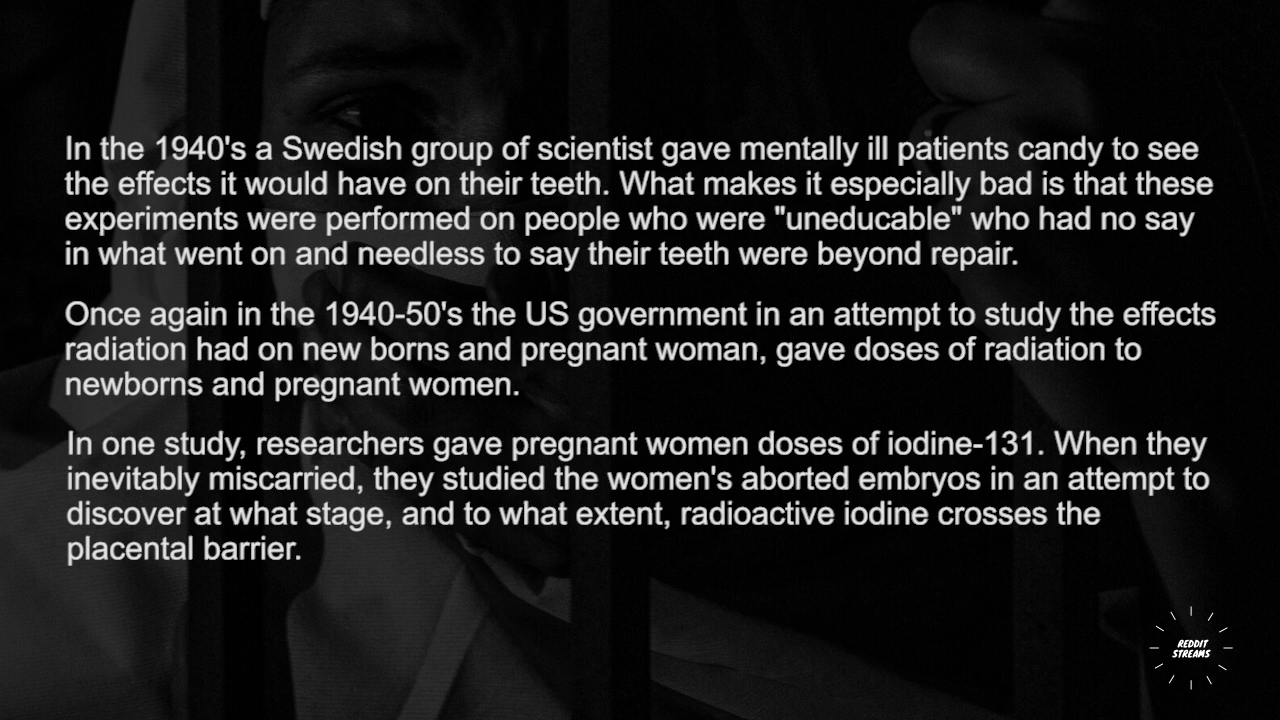 In the 1940's a Swedish group of scientist gave mentally ill patients candy to see
the effects it would have on their teeth. What makes it especially bad is that these
experiments were performed on people who were "uneducable" who had no say
in what went on and needless to say their teeth were beyond repair.
Once again in the 1940-50's the US government in an attempt to study the effects
radiation had on new borns and pregnant woman, gave doses of radiation to
newborns and pregnant women.
In one study, researchers gave pregnant women doses of iodine-131. When they
inevitably miscarried, they studied the women's aborted embryos in an attempt to
discover at what stage, and to what extent, radioactive iodine crosses the
placental barrier.
REDDIT
STREAMS